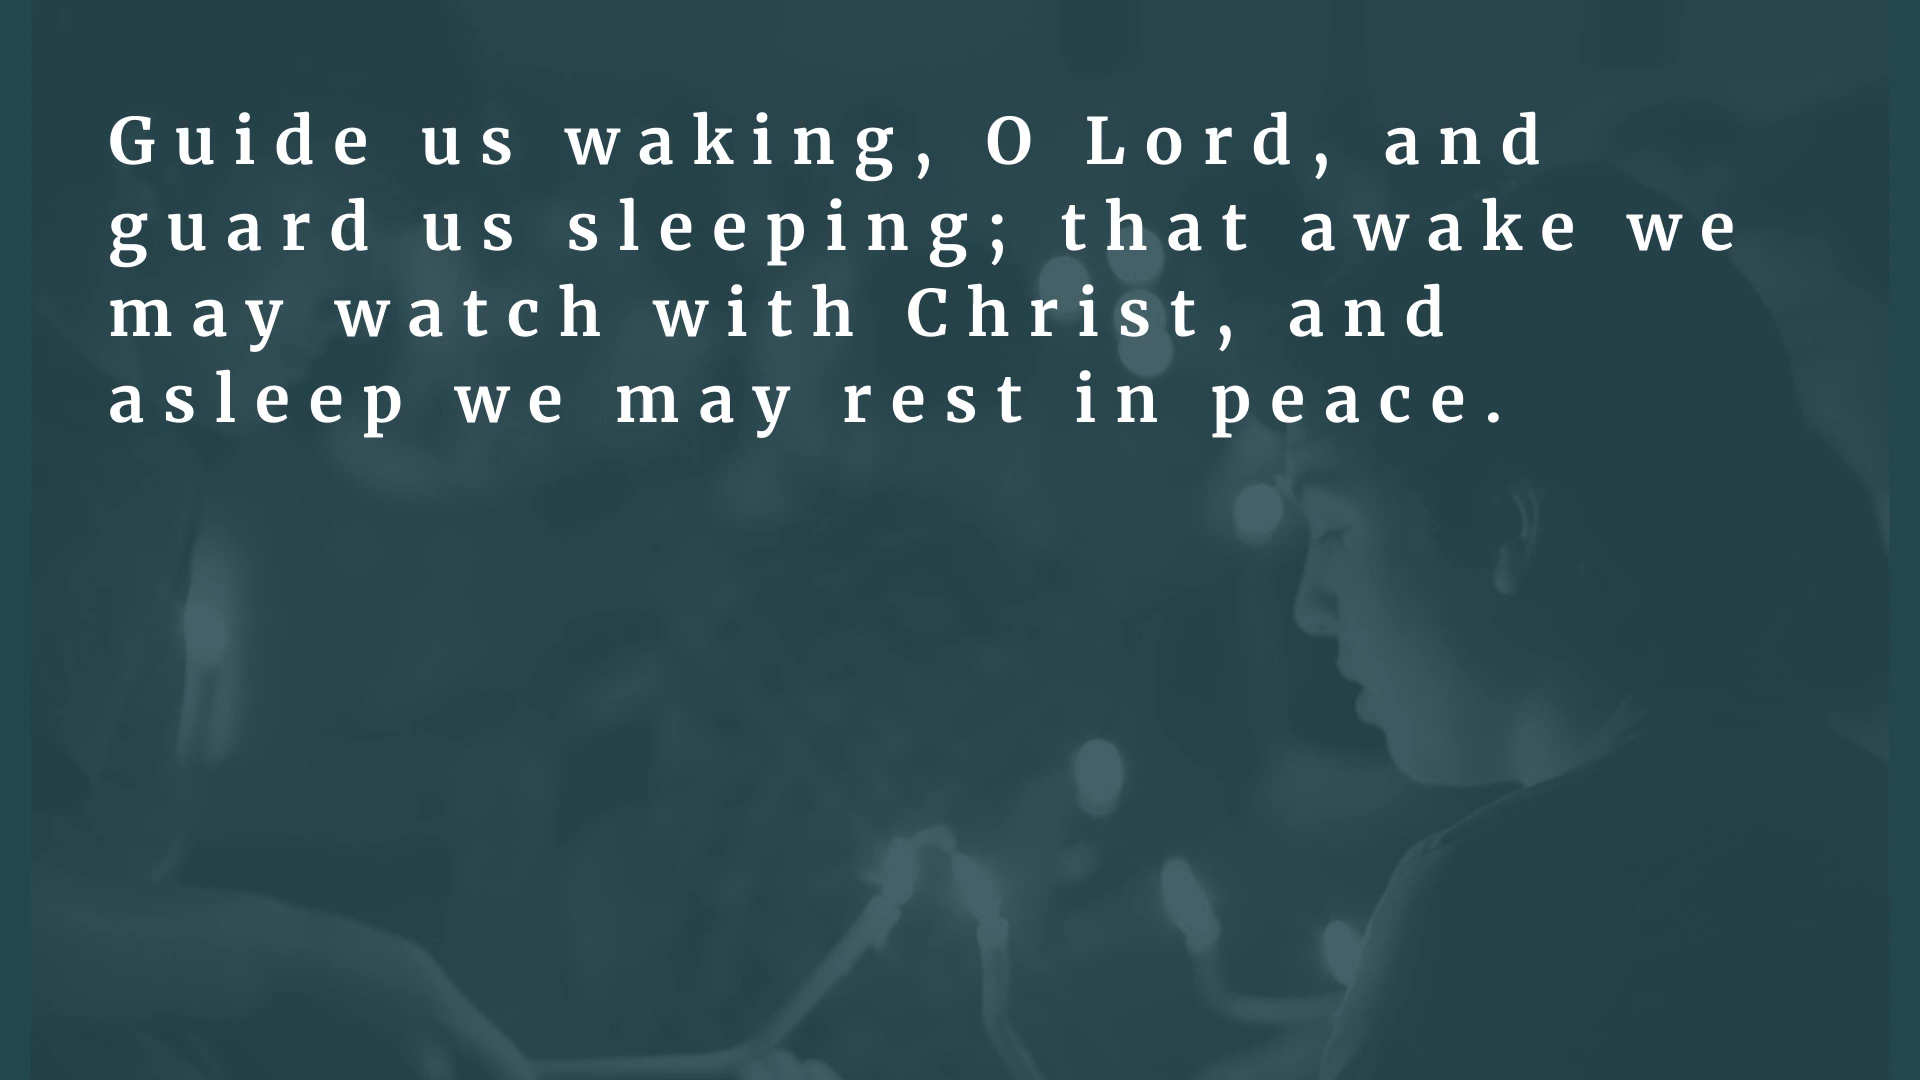 Guide us waking, O Lord, and
guard us sleeping; that awake we
may watch with Christ, and
asleep we may rest in peace.